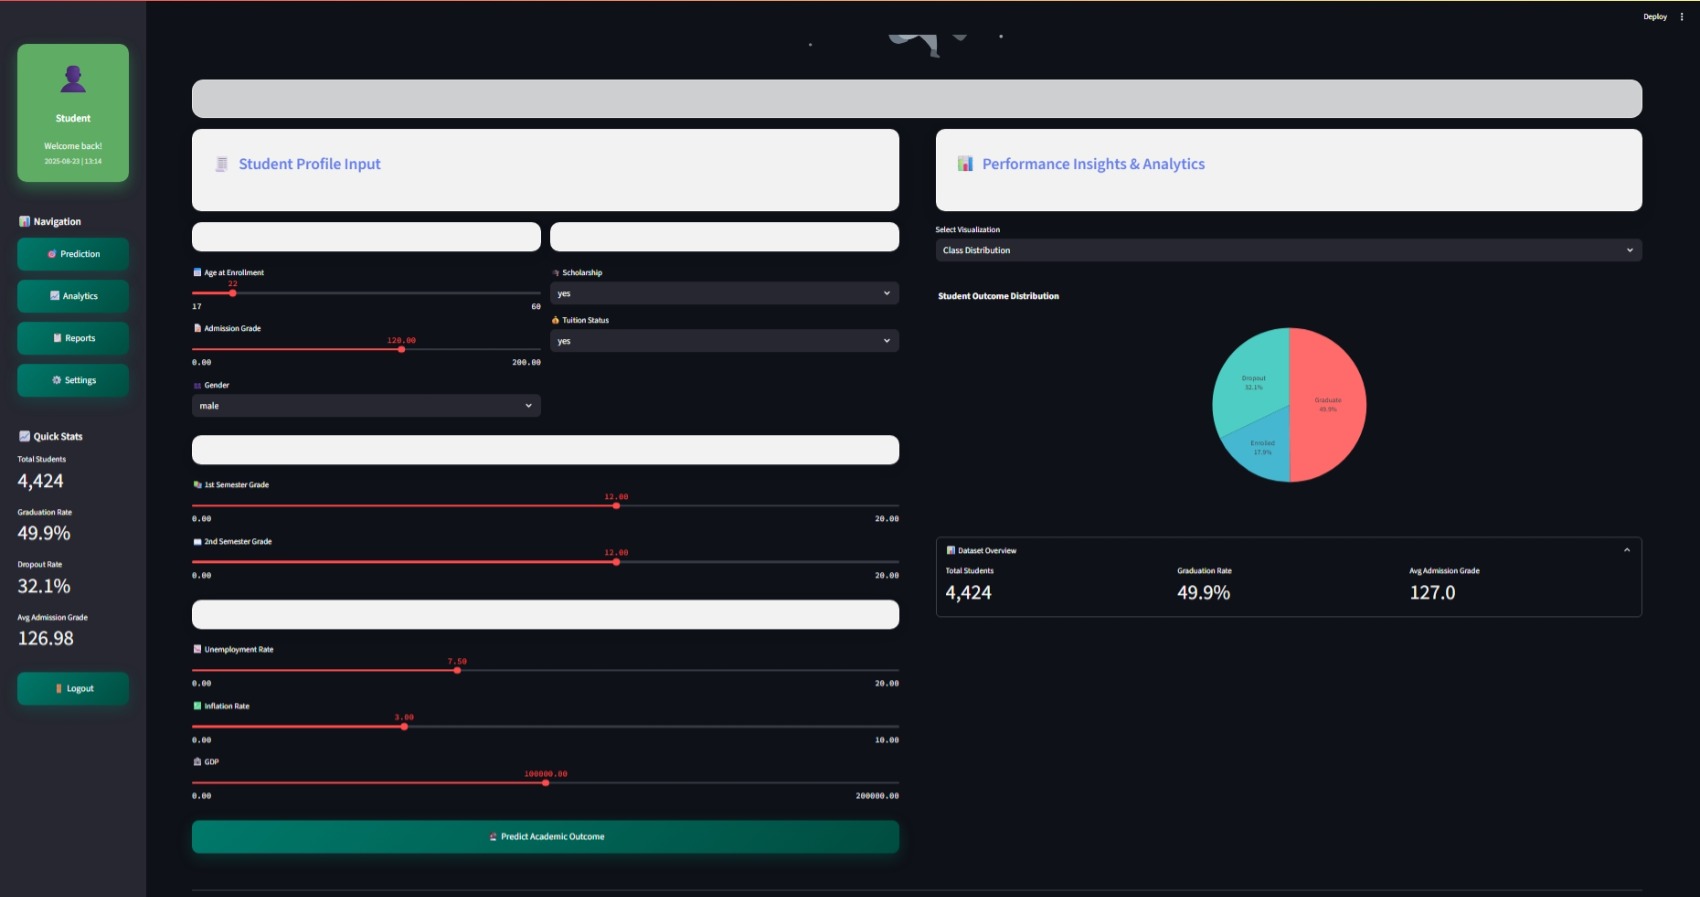 Deploy
Student
Welcome back!
2025-08-23 | 13:14
Navigation
Prediction
Analytics
Reports
Settings
Quick Stats
Total Students
4,424
Graduation Rate
49.9%
Dropout Rate
32.1%
Avg Admission Grade
126.98
Logout
Student Profile Input
Age at Enrollment
22
17
60
Admission Grade
120.00
0.00
200.00
Gender
male
Scholarship
yes
Tuition Status
yes
1st Semester Grade
12.00
0.00
20.00
2nd Semester Grade
12.00
0.00
20.00
Unemployment Rate
7.50
0.00
20.00
Inflation Rate
3.00
0.00
10.00
GDP
100000.00
0.00
200000.00
Predict Academic Outcome
Performance Insights & Analytics
Select Visualization
Class Distribution
Student Outcome Distribution
Dropout
32.1%
Graduate
49.9%
Enrolled
17.9%
Dataset Overview
Total Students
4,424
Graduation Rate
49.9%
Avg Admission Grade
127.0